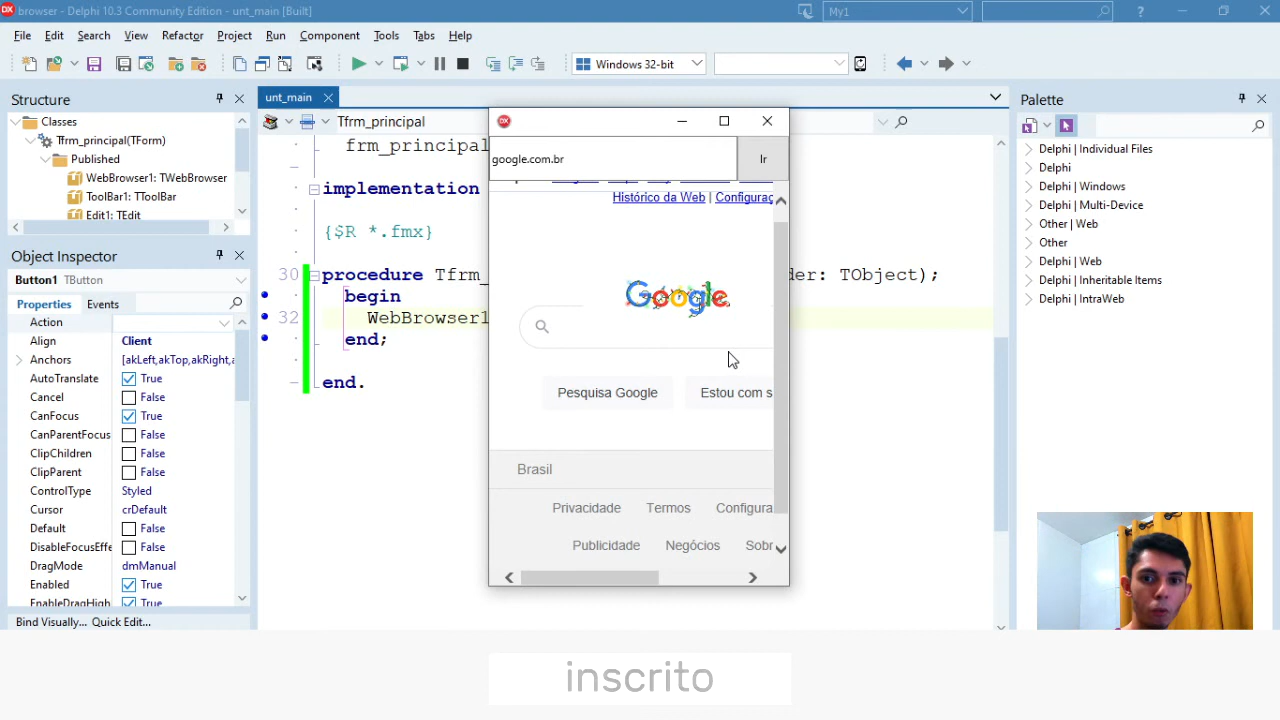 browser - Delphi 10.3 Community Edition - unt_main [Built]
My1
File Edit Search View Refactor Project Run Component Tools Tabs Help
Windows 32-bit
Structure
Classes
Tfrm_principal(TForm)
Published
WebBrowser1: TWebBrowser
ToolBar1: TToolBar
Edit1: TEdit
Object Inspector
Button1 TButton
Properties Events
Action
Align Client
Anchors [akLeft,akTop,akRight,a
AutoTranslate True
Cancel False
CanFocus True
CanParentFocus False
ClipChildren False
ClipParent False
ControlType Styled
Cursor crDefault
Default False
DisableFocusEffe False
DragMode dmManual
Enabled True
EnableDragHigh True
Bind Visually... Quick Edit...
unt_main
Tfrm_principal
frm_principal
implementation
{$R *.fmx}
30 procedure Tfrm_ der: TObject);
begin
32 WebBrowser1
end;
end.
google.com.br Ir
Histórico da Web | Configuraç
Google
Pesquisa Google Estou com s
Brasil
Privacidade Termos Configura
Publicidade Negócios Sobr
Palette
Delphi | Individual Files
Delphi
Delphi | Windows
Delphi | Multi-Device
Other | Web
Other
Delphi | Web
Delphi | Inheritable Items
Delphi | IntraWeb
inscrito